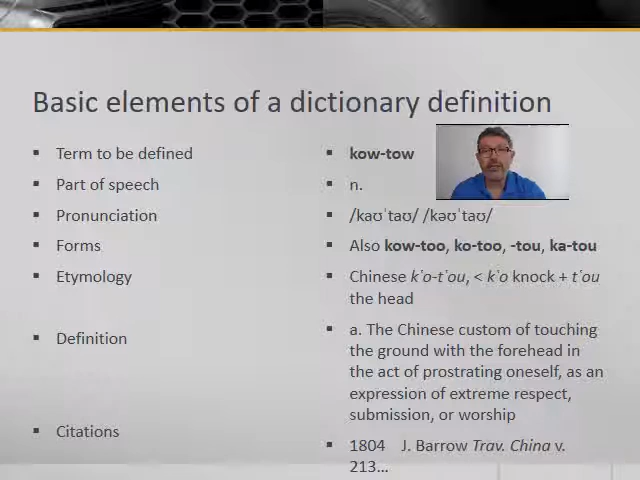 Basic elements of a dictionary definition
▪ Term to be defined
▪ Part of speech
▪ Pronunciation
▪ Forms
▪ Etymology
▪ Definition
▪ Citations
▪ kow-tow
▪ n.
▪ /kaʊˈtaʊ/ /kəʊˈtaʊ/
▪ Also kow-too, ko-too, -tou, ka-tou
▪ Chinese k‛o-t‛ou, < k‛o knock + t‛ou
the head
▪ a. The Chinese custom of touching
the ground with the forehead in
the act of prostrating oneself, as an
expression of extreme respect,
submission, or worship
▪ 1804 J. Barrow Trav. China v.
213…